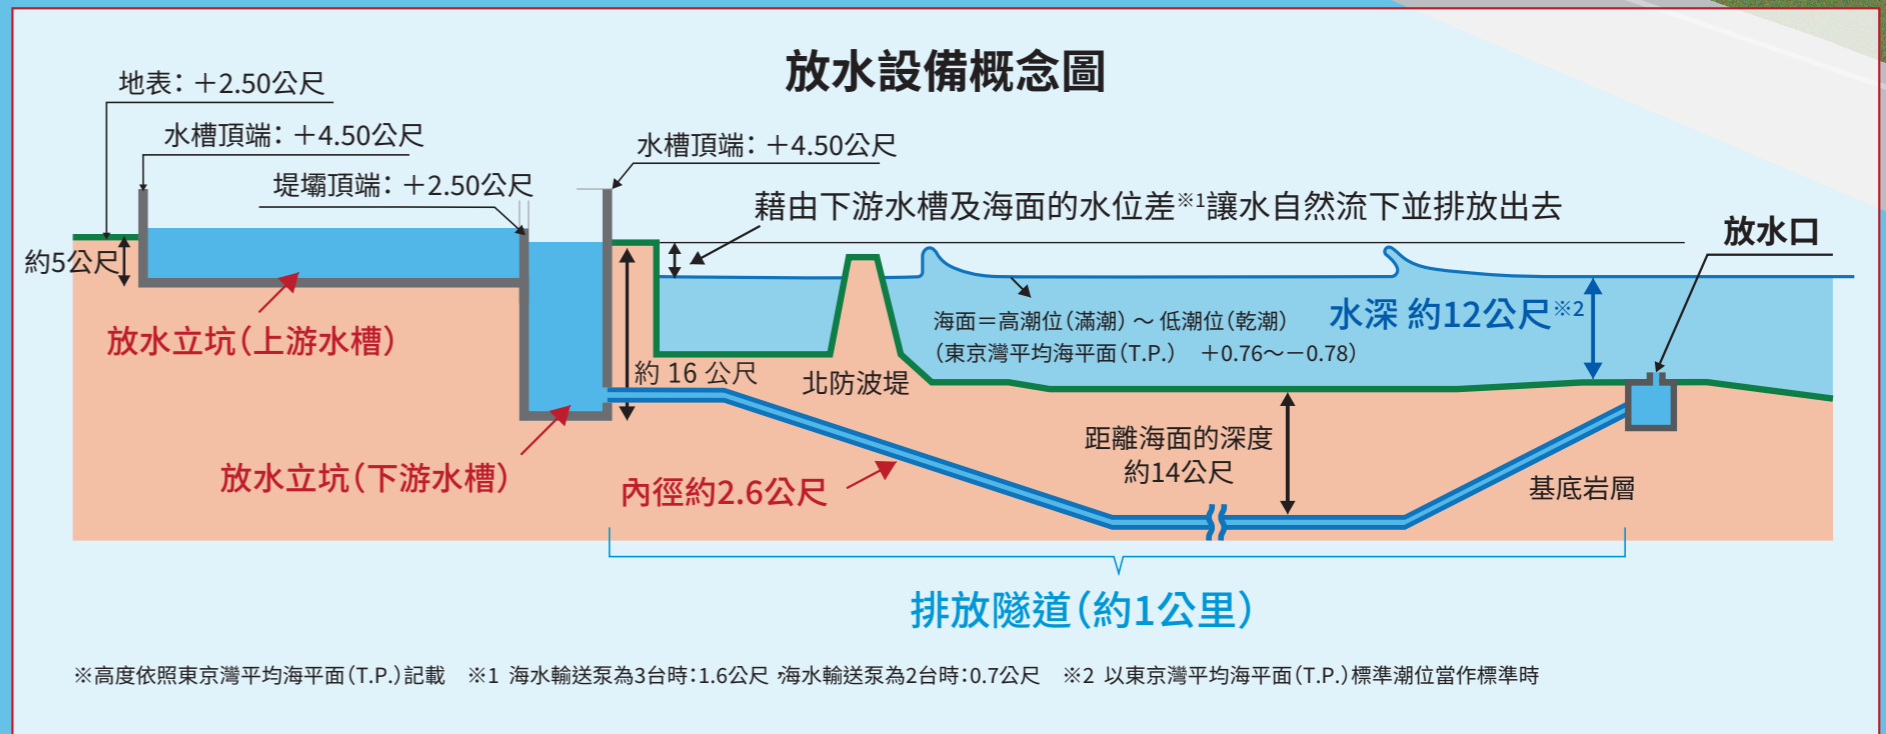 放水設備概念圖
地表：＋2.50公尺
水槽頂端：＋4.50公尺
堤壩頂端：＋2.50公尺
水槽頂端：＋4.50公尺
藉由下游水槽及海面的水位差※1讓水自然流下並排放出去
放水口
約5公尺
放水立坑（上游水槽）
海面＝高潮位（滿潮）～低潮位（乾潮）
（東京灣平均海平面（T.P.）　＋0.76～－0.78）
水深 約12公尺※2
約 16 公尺
北防波堤
放水立坑（下游水槽）
內徑約2.6公尺
距離海面的深度
約14公尺
基底岩層
排放隧道（約1公里）
※高度依照東京灣平均海平面（T.P.）記載　※1 海水輸送泵為3台時：1.6公尺 海水輸送泵為2台時：0.7公尺　※2 以東京灣平均海平面（T.P.）標準潮位當作標準時